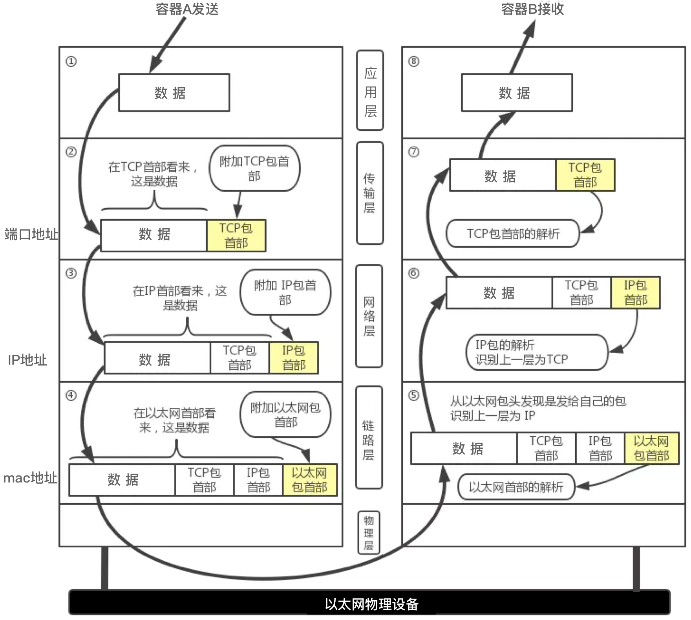 容器A发送
容器B接收
①
数 据
②
在TCP首部看来，
这是数据
附加TCP包首
部
端口地址
数 据
TCP包
首部
③
在IP首部看来，这
是数据
附加 IP包首
部
IP地址
数 据
TCP包
首部
IP包
首部
④
在以太网首部看
来，这是数据
附加以太网包
首部
mac地址
数 据
TCP包
首部
IP包
首部
以太网
包首部
应用层
传输层
网络层
链路层
物理层
⑧
数 据
⑦
数 据
TCP包
首部
TCP包首部的解析
⑥
数 据
TCP包
首部
IP包
首部
IP包的解析
识别上一层为TCP
⑤
从以太网包头发现是发给自己的包
识别上一层为 IP
数 据
TCP包
首部
IP包
首部
以太网
包首部
以太网首部的解析
以太网物理设备